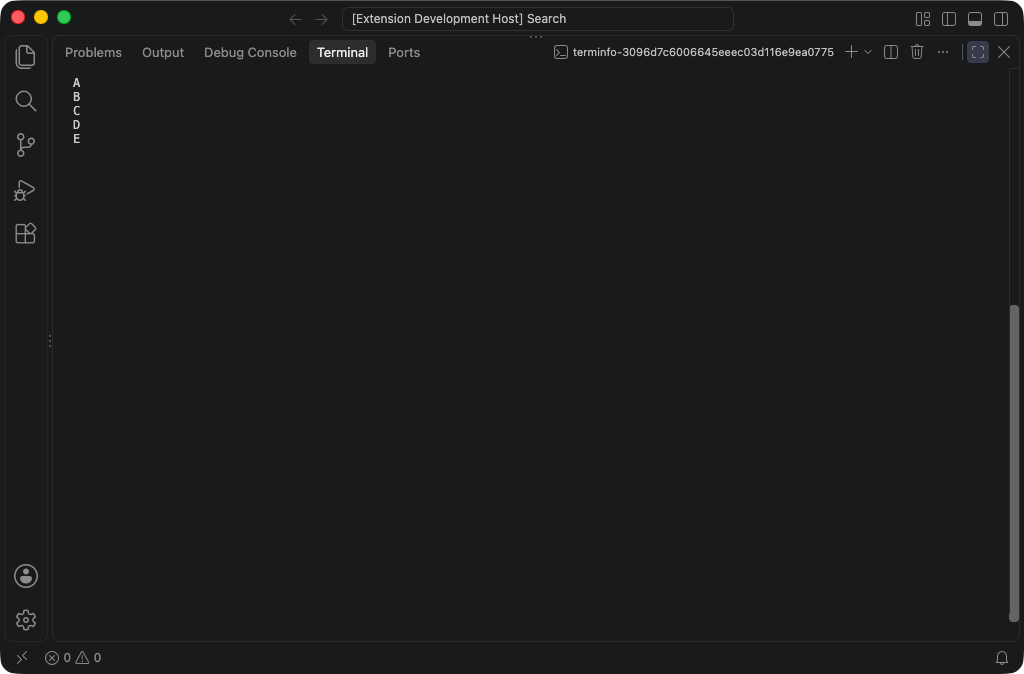 [Extension Development Host] Search
Problems Output Debug Console Terminal Ports
terminfo-3096d7c6006645eeec03d116e9ea0775
A
B
C
D
E
0 0